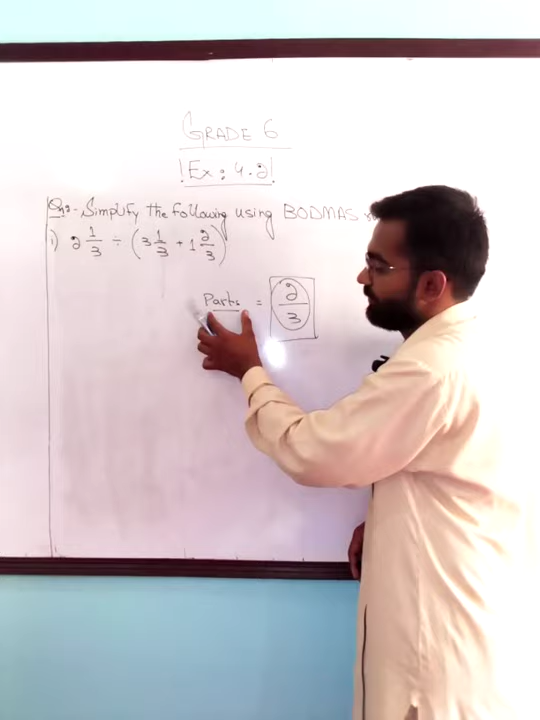 GRADE 6
Ex: 4.2
Q#2- Simplify the following using BODMAS
i) 2 1/3 ÷ (3 1/3 + 1 2/3)
Parts = 2/3